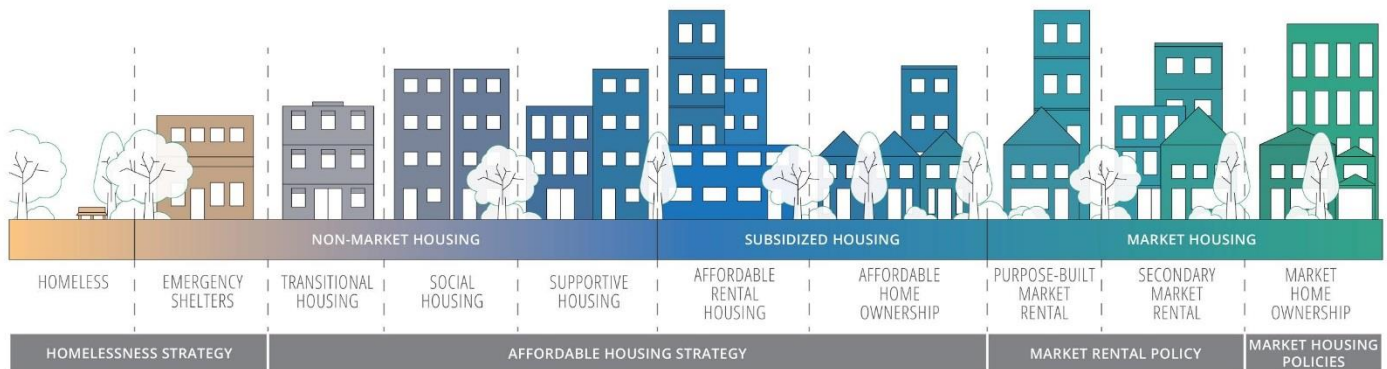 NON-MARKET HOUSING
SUBSIDIZED HOUSING
MARKET HOUSING
HOMELESS
EMERGENCY
SHELTERS
TRANSITIONAL
HOUSING
SOCIAL
HOUSING
SUPPORTIVE
HOUSING
AFFORDABLE
RENTAL
HOUSING
AFFORDABLE
HOME
OWNERSHIP
PURPOSE-BUILT
MARKET
RENTAL
SECONDARY
MARKET
RENTAL
MARKET
HOME
OWNERSHIP
HOMELESSNESS STRATEGY
AFFORDABLE HOUSING STRATEGY
MARKET RENTAL POLICY
MARKET HOUSING
POLICIES